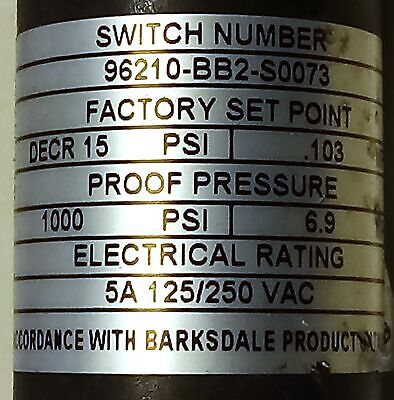 SWITCH NUMBER
96210-BB2-S0073
FACTORY SET POINT
DECR 15 PSI .103
PROOF PRESSURE
1000 PSI 6.9
ELECTRICAL RATING
5A 125/250 VAC
CCORDANCE WITH BARKSDALE PRODUCT